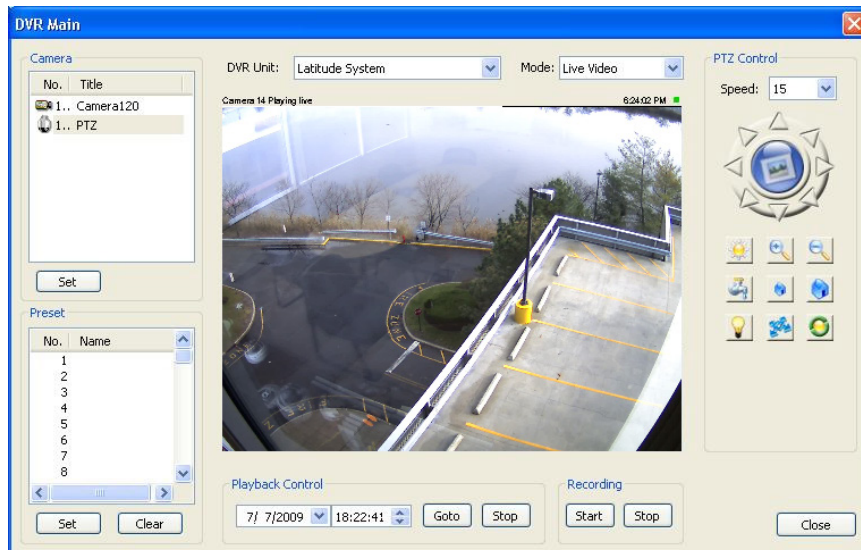 DVR Main
Camera
No. Title
1.. Camera120
1.. PTZ
Set
Preset
No. Name
1
2
3
4
5
6
7
8
Set Clear
DVR Unit: Latitude System Mode: Live Video
Camera 14 Playing live 6:24:02 PM
FIRE ZONE
Playback Control
7/ 7/2009 18:22:41 Goto Stop
Recording
Start Stop
PTZ Control
Speed: 15
Close